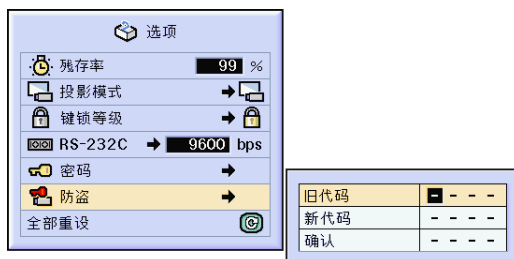 选项
残存率 99 %
投影模式
键锁等级
RS-232C 9600 bps
密码
防盗
全部重设
旧代码 - - - -
新代码 - - - -
确认 - - - -